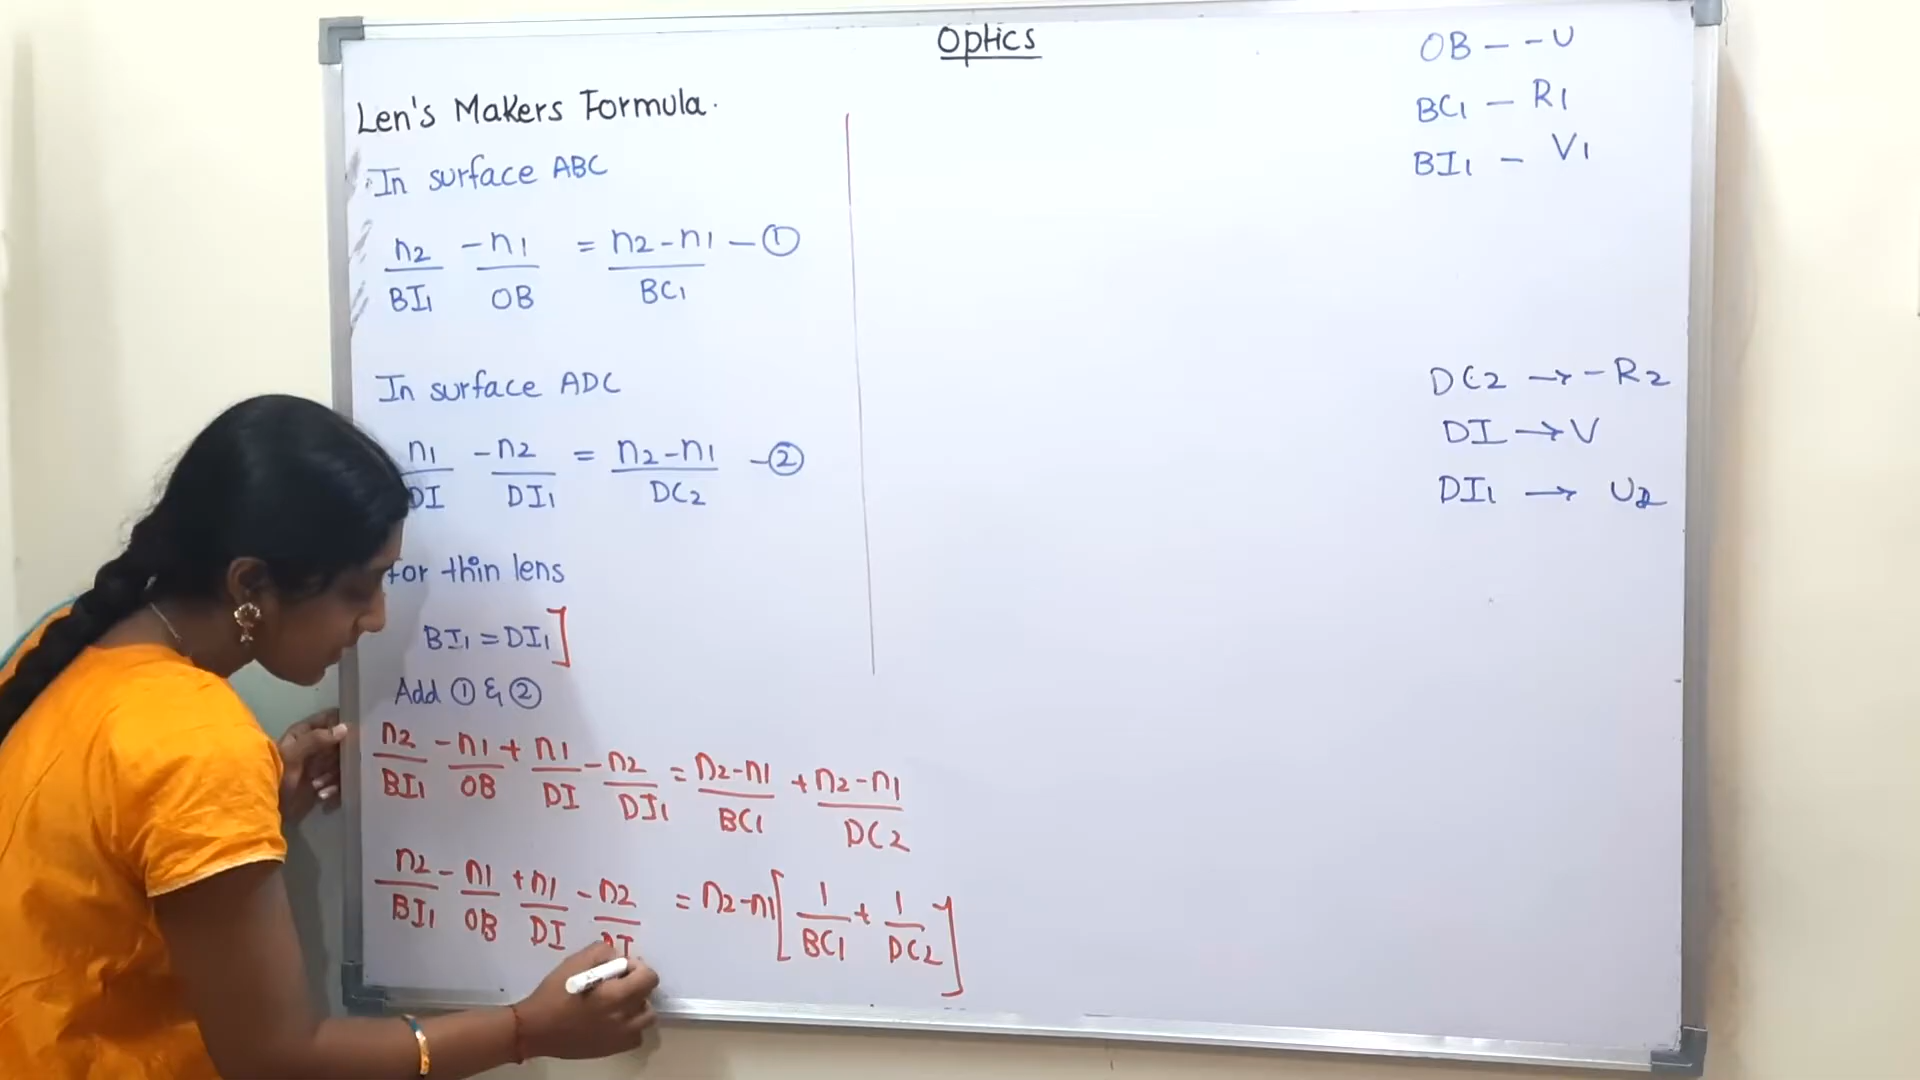 Optics
Len's Makers Formula.
In surface ABC
n2/BI1 - n1/OB = n2-n1/BC1 - ①
In surface ADC
n1/DI - n2/DI1 = n2-n1/DC2 - ②
for thin lens
BI1 = DI1]
Add ① & ②
n2/BI1 - n1/OB + n1/DI - n2/DI1 = n2-n1/BC1 + n2-n1/DC2
n2/BI1 - n1/OB + n1/DI - n2/DI = n2-n1[1/BC1 + 1/DC2]
OB - -U
BC1 - R1
BI1 - V1
DC2 → -R2
DI → V
DI1 → U2